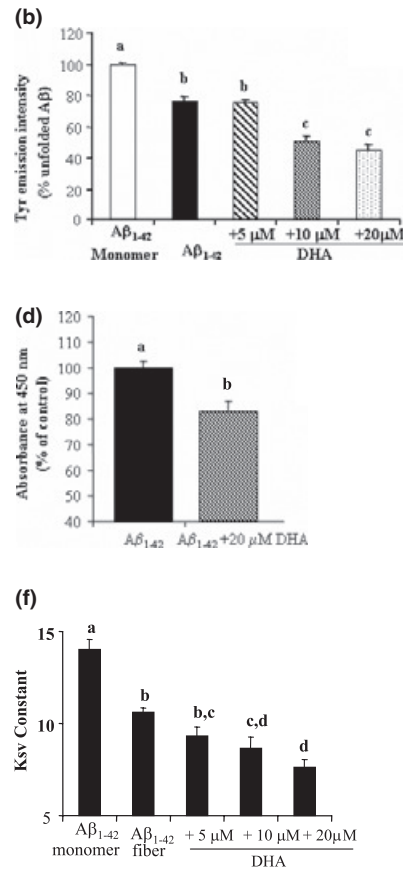 (b)
Tyr emission intensity
(% unfolded Aβ)
120
100
80
60
40
20
0
a
b
b
c
c
Aβ1-42
Monomer
Aβ1-42
+5 μM
+10 μM
+20μM
DHA
(d)
Absorbance at 450 nm
(% of control)
120
110
100
90
80
70
60
50
40
a
b
Aβ1-42
Aβ1-42 +20 μM DHA
(f)
Ksv Constant
15
10
5
a
b
b,c
c,d
d
Aβ1-42
monomer
Aβ1-42
fiber
+ 5 μM
+ 10 μM
+ 20μM
DHA